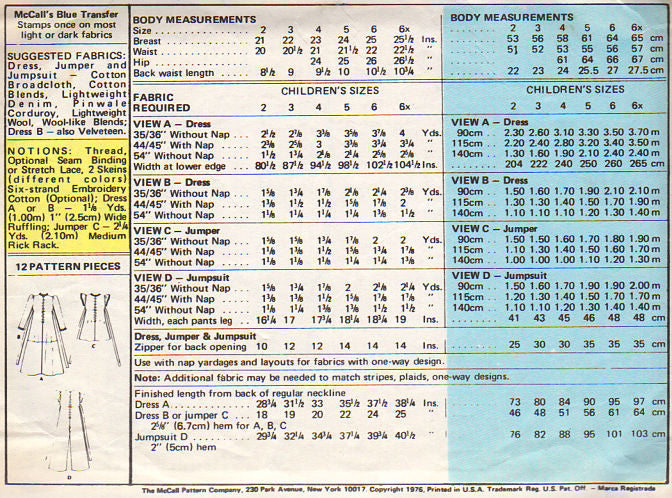 McCall's Blue Transfer
Stamps once on most
light or dark fabrics
SUGGESTED FABRICS:
Dress, Jumper and
Jumpsuit – Cotton
Broadcloth, Cotton
Blends, Lightweight
Denim, Pinwale
Corduroy, Lightweight
Wool, Wool-like Blends;
Dress B – also Velveteen.
NOTIONS: Thread,
Optional Seam Binding
or Stretch Lace, 2 Skeins
(different colors)
Six-strand Embroidery
Cotton (Optional); Dress
A or B – 1⅛ Yds.
(1.00m) 1" (2.5cm) Wide
Ruffling; Jumper C – 2¼
Yds. (2.10m) Medium
Rick Rack.
12 PATTERN PIECES
B
C
A
D
BODY MEASUREMENTS
Size 2 3 4 5 6 6x
Breast 21 22 23 24 25 25½ Ins.
Waist 20 20½ 21 21½ 22 22½ "
Hip 24 25 26 26½ "
Back waist length 8½ 9 9½ 10 10½ 10¾ "
CHILDREN'S SIZES
FABRIC
REQUIRED 2 3 4 5 6 6x
VIEW A – Dress
35/36" Without Nap 2½ 2⅞ 3⅜ 3⅝ 3⅞ 4 Yds.
44/45" With Nap 2⅜ 2⅝ 3 3⅜ 3¾ 3¾ "
54" Without Nap 1½ 1¾ 2⅛ 2¼ 2⅝ 2⅝ "
Width at lower edge 80½ 87½ 94½ 98½ 102½ 104½ Ins.
VIEW B – Dress
35/36" Without Nap 1⅝ 1¾ 1⅞ 2⅛ 2¼ 2⅜ Yds.
44/45" With Nap 1⅜ 1⅜ 1½ 1⅝ 1⅞ 2 "
54" Without Nap 1⅛ 1¼ 1¼ 1¼ 1⅜ 1½ "
VIEW C – Jumper
35/36" Without Nap 1⅝ 1⅝ 1¾ 1⅞ 2 2 Yds.
44/45" With Nap 1⅛ 1⅜ 1½ 1⅝ 1¾ 1⅞ "
54" Without Nap 1⅛ 1⅛ 1⅛ 1⅛ 1¼ 1⅜ "
VIEW D – Jumpsuit
35/36" Without Nap 1⅝ 1¾ 1⅞ 2 2⅛ 2¼ Yds.
44/45" With Nap 1⅜ 1⅜ 1½ 1⅝ 1⅞ 1⅞ "
54" Without Nap 1⅛ 1⅛ 1¼ 1⅜ 1½ 1½ "
Width, each pants leg 16¼ 17 17¾ 18¼ 18¾ 19 Ins.
Dress, Jumper & Jumpsuit
Zipper for back opening 10 12 12 14 14 14 Ins.
Use with nap yardages and layouts for fabrics with one-way design.
Note: Additional fabric may be needed to match stripes, plaids, one-way designs.
Finished length from back of regular neckline
Dress A 28¾ 31½ 33 35½ 37½ 38¼ Ins.
Dress B or jumper C 18 19 20 22 24 25 "
2⅝" (6.7cm) hem for A, B, C
Jumpsuit D 29¾ 32¼ 34¾ 37¼ 39¾ 40½ "
2" (5cm) hem
BODY MEASUREMENTS
2 3 4 5 6 6x
53 56 58 61 64 65 cm
51 52 53 55 56 57 cm
61 64 66 67 cm
22 23 24 25.5 27 27.5 cm
CHILDREN'S SIZES
2 3 4 5 6 6x
VIEW A – Dress
90cm 2.30 2.60 3.10 3.30 3.50 3.70 m
115cm 2.20 2.40 2.80 3.20 3.40 3.50 m
140cm 1.30 1.60 1.90 2.10 2.40 2.40 m
204 222 240 250 260 265 cm
VIEW B – Dress
90cm 1.50 1.60 1.70 1.90 2.10 2.10 m
115cm 1.30 1.30 1.40 1.50 1.70 1.90 m
140cm 1.10 1.10 1.10 1.20 1.30 1.40 m
VIEW C – Jumper
90cm 1.50 1.50 1.60 1.70 1.80 1.90 m
115cm 1.10 1.30 1.40 1.50 1.60 1.70 m
140cm 1.00 1.00 1.00 1.10 1.20 1.30 m
VIEW D – Jumpsuit
90cm 1.50 1.60 1.70 1.90 1.90 2.00 m
115cm 1.20 1.30 1.40 1.50 1.70 1.70 m
140cm 1.10 1.10 1.20 1.30 1.40 1.40 m
41 43 45 46 48 48 cm
25 30 30 35 35 35 cm
73 80 84 90 95 97 cm
46 48 51 56 61 64 cm
76 82 88 95 101 103 cm
The McCall Pattern Company, 230 Park Avenue, New York 10017. Copyright 1976, Printed in U.S.A. Trademark Reg. U.S. Pat. Off. – Marca Registrada